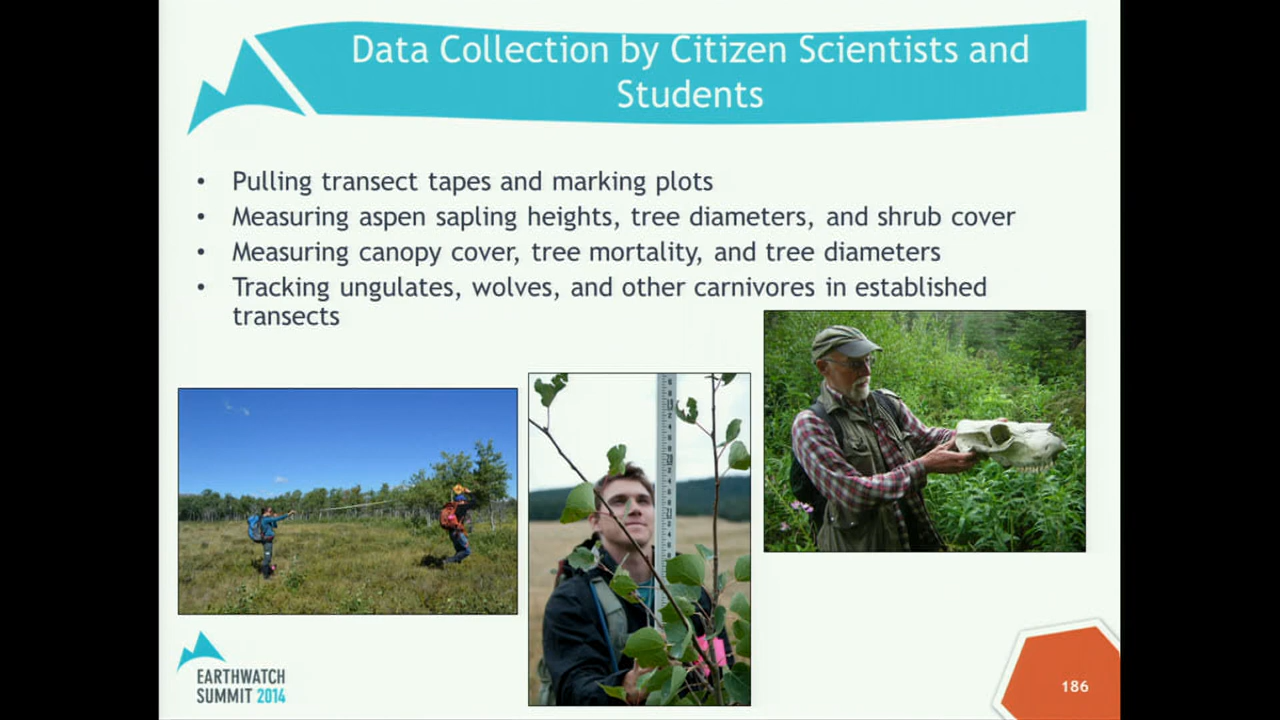 Data Collection by Citizen Scientists and
Students
• Pulling transect tapes and marking plots
• Measuring aspen sapling heights, tree diameters, and shrub cover
• Measuring canopy cover, tree mortality, and tree diameters
• Tracking ungulates, wolves, and other carnivores in established
transects
EARTHWATCH
SUMMIT 2014
186